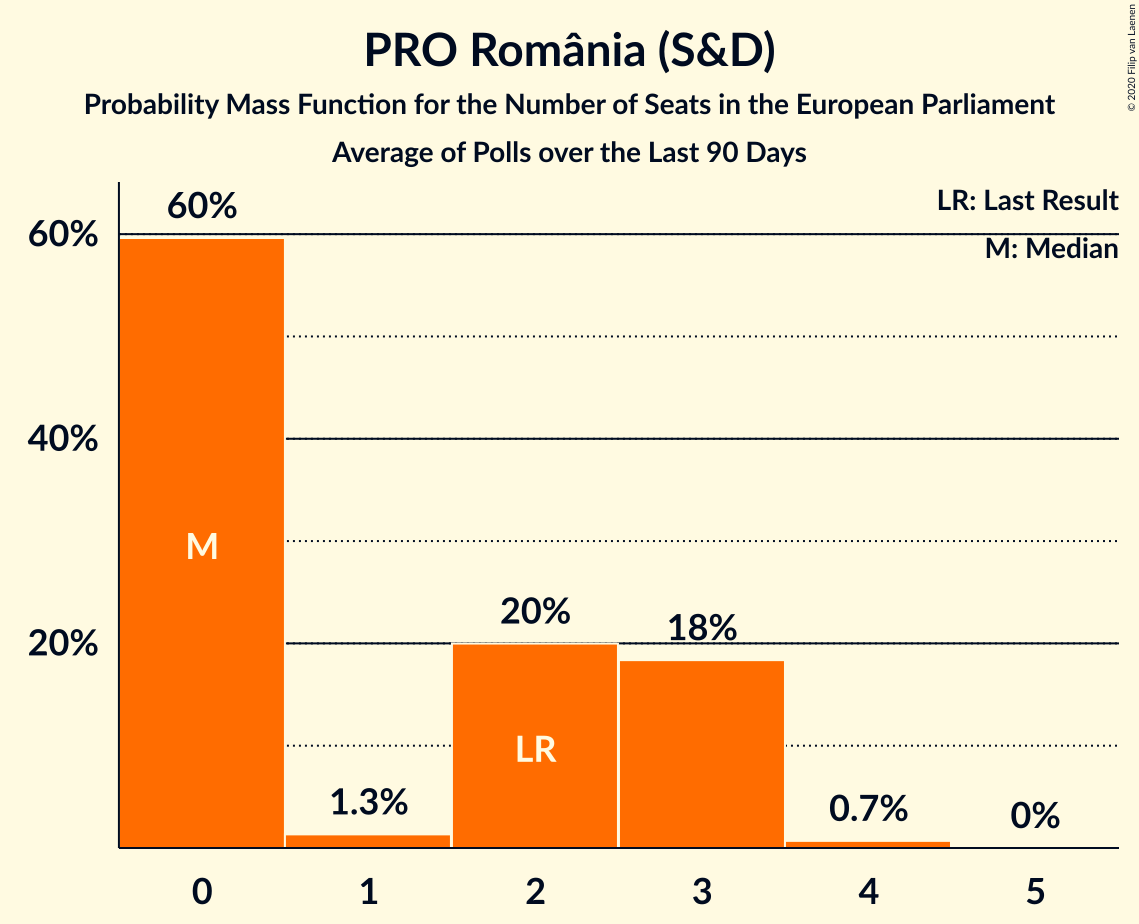 PRO România (S&D)
Probability Mass Function for the Number of Seats in the European Parliament
Average of Polls over the Last 90 Days
© 2020 Filip van Laenen
LR: Last Result
M: Median
60%
40%
20%
60%
1.3%
20%
18%
0.7%
0%
M
LR
0
1
2
3
4
5